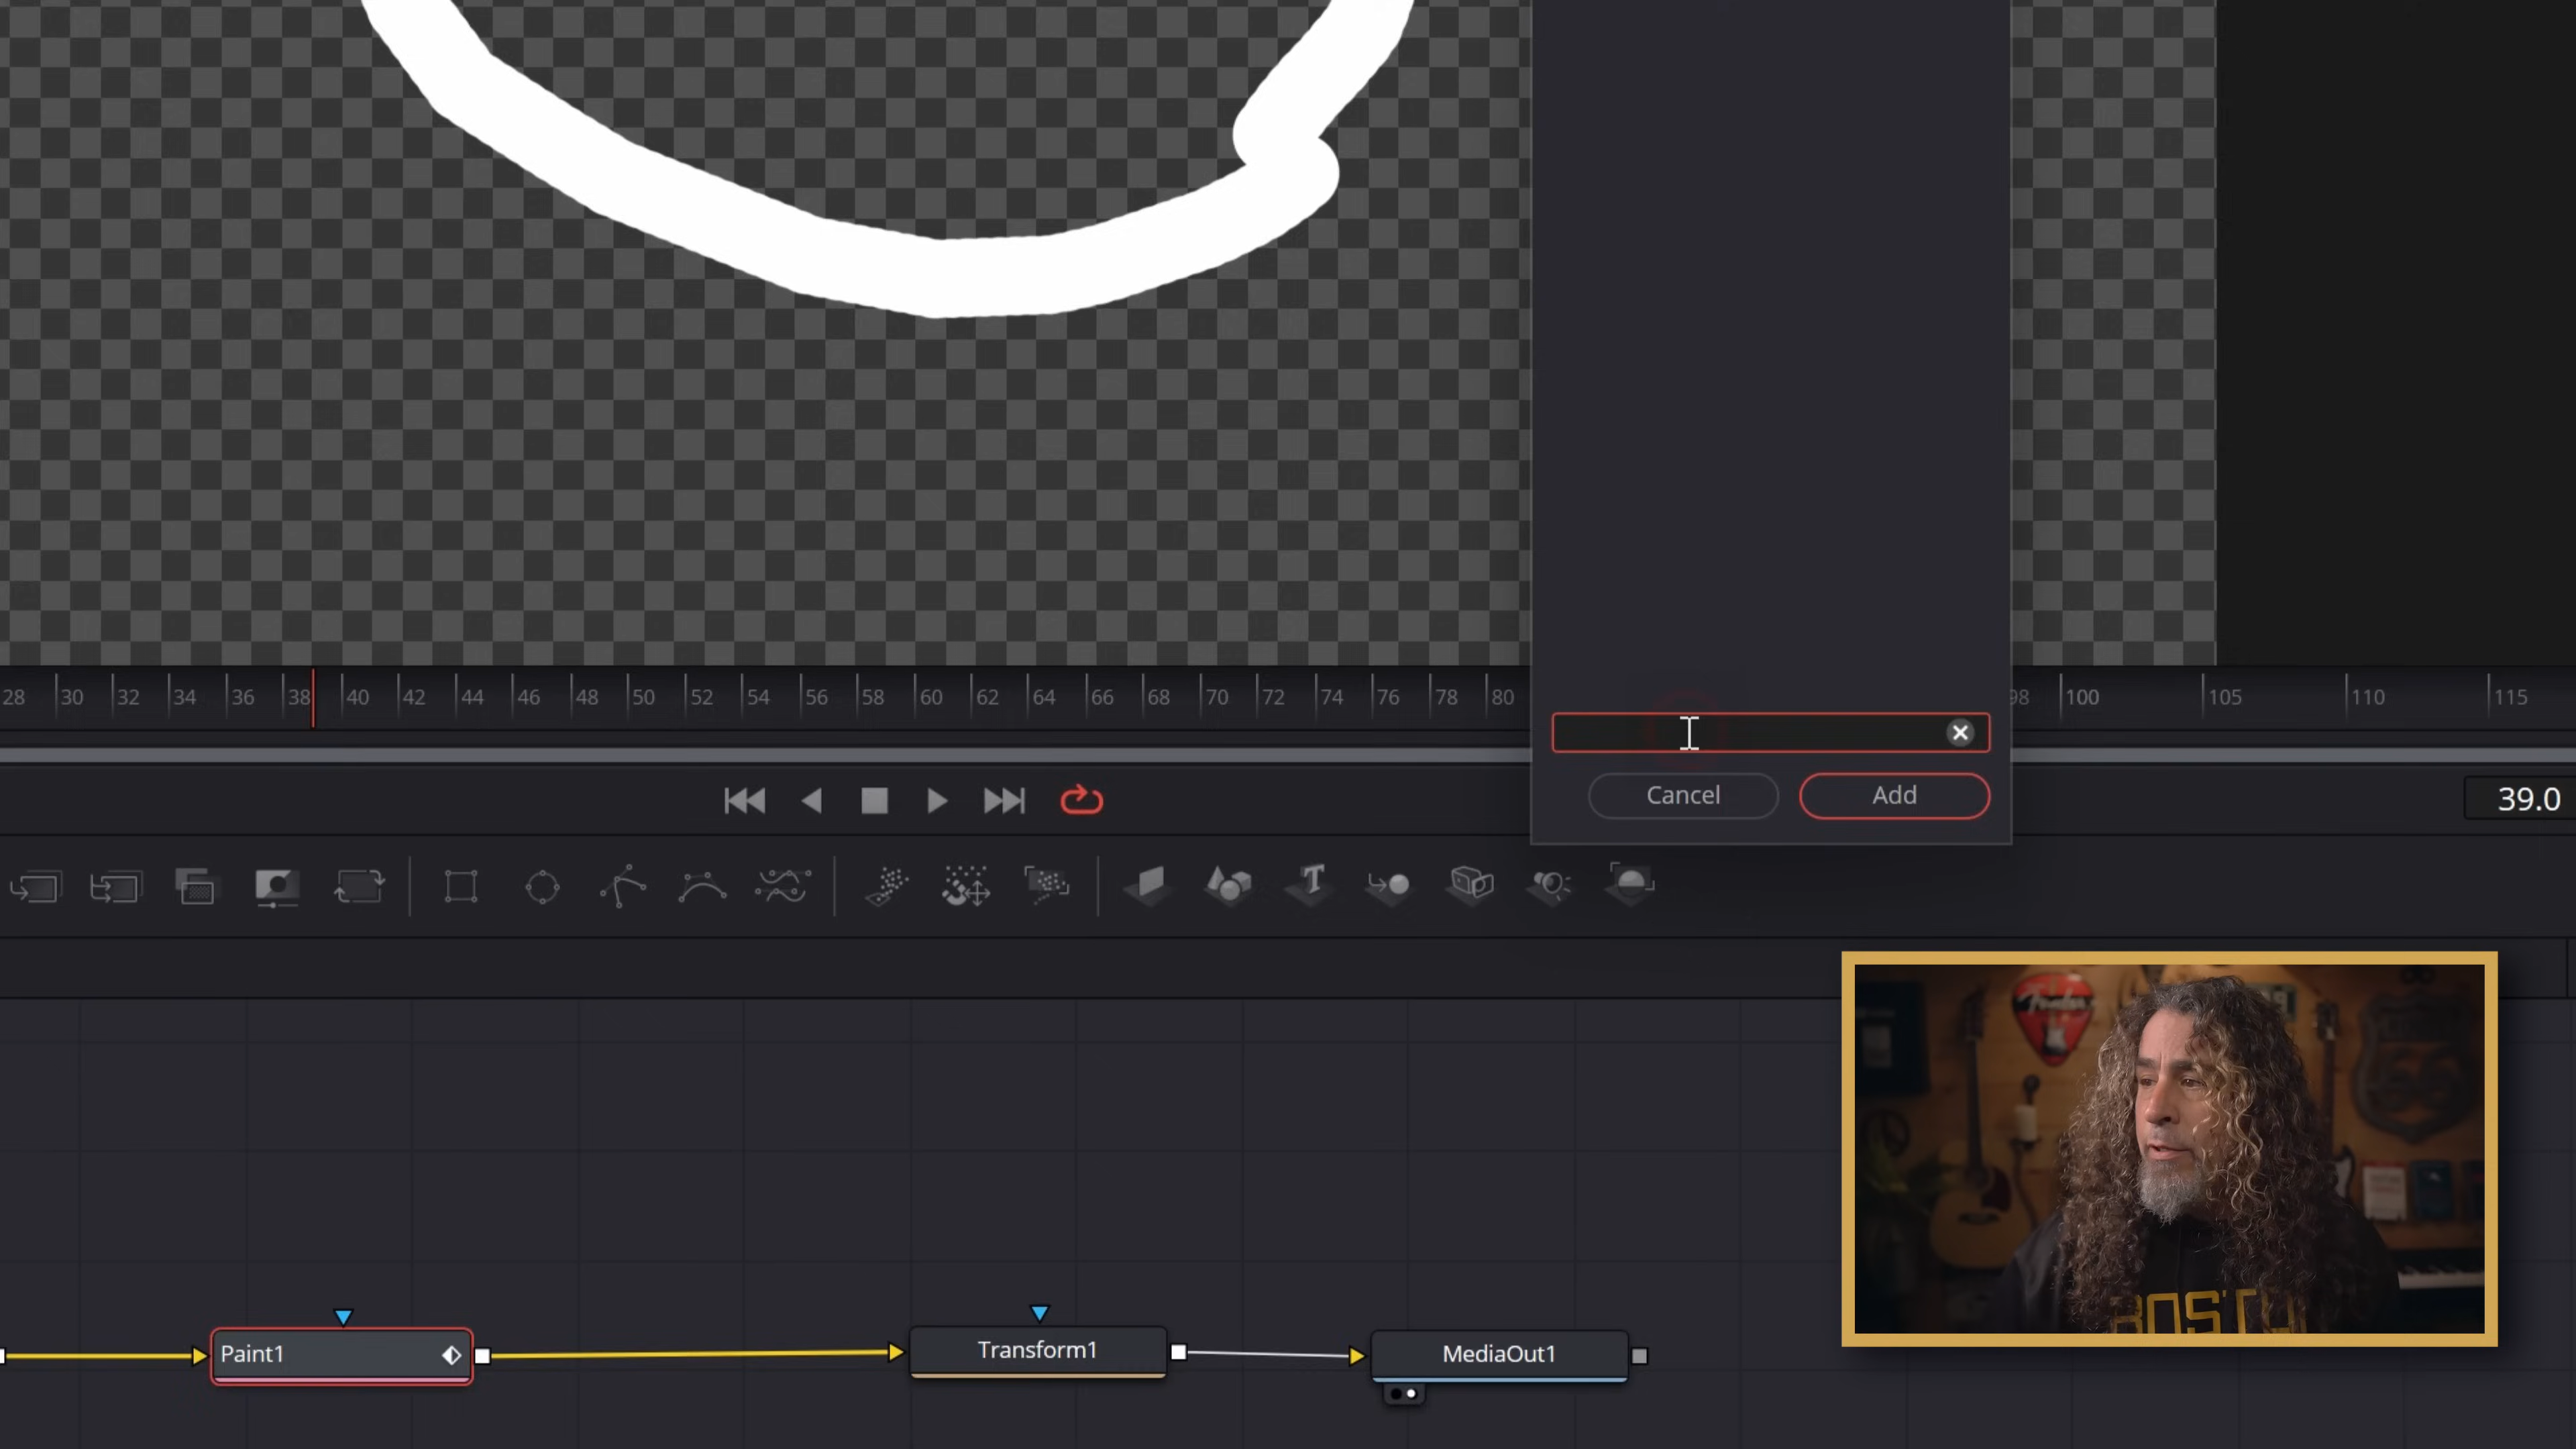 28 30 32 34 36 38 40 42 44 46 48 50 52 54 56 58 60 62 64 66 68 70 72 74 76 78 80 98 100 105 110 115
Cancel Add
39.0
Fender
Paint1 Transform1 MediaOut1